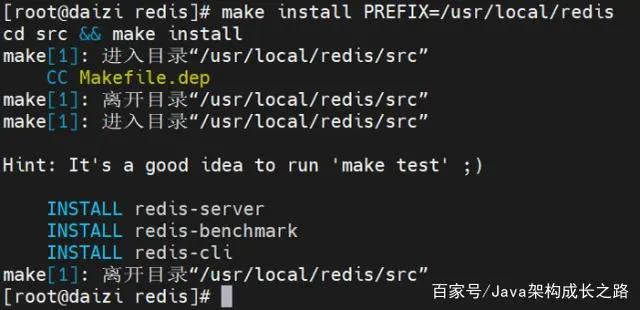 [root@daizi redis]# make install PREFIX=/usr/local/redis
cd src && make install
make[1]: 进入目录“/usr/local/redis/src”
    CC Makefile.dep
make[1]: 离开目录“/usr/local/redis/src”
make[1]: 进入目录“/usr/local/redis/src”

Hint: It's a good idea to run 'make test' ;)

    INSTALL redis-server
    INSTALL redis-benchmark
    INSTALL redis-cli
make[1]: 离开目录“/usr/local/redis/src”
[root@daizi redis]#
百家号/Java架构成长之路